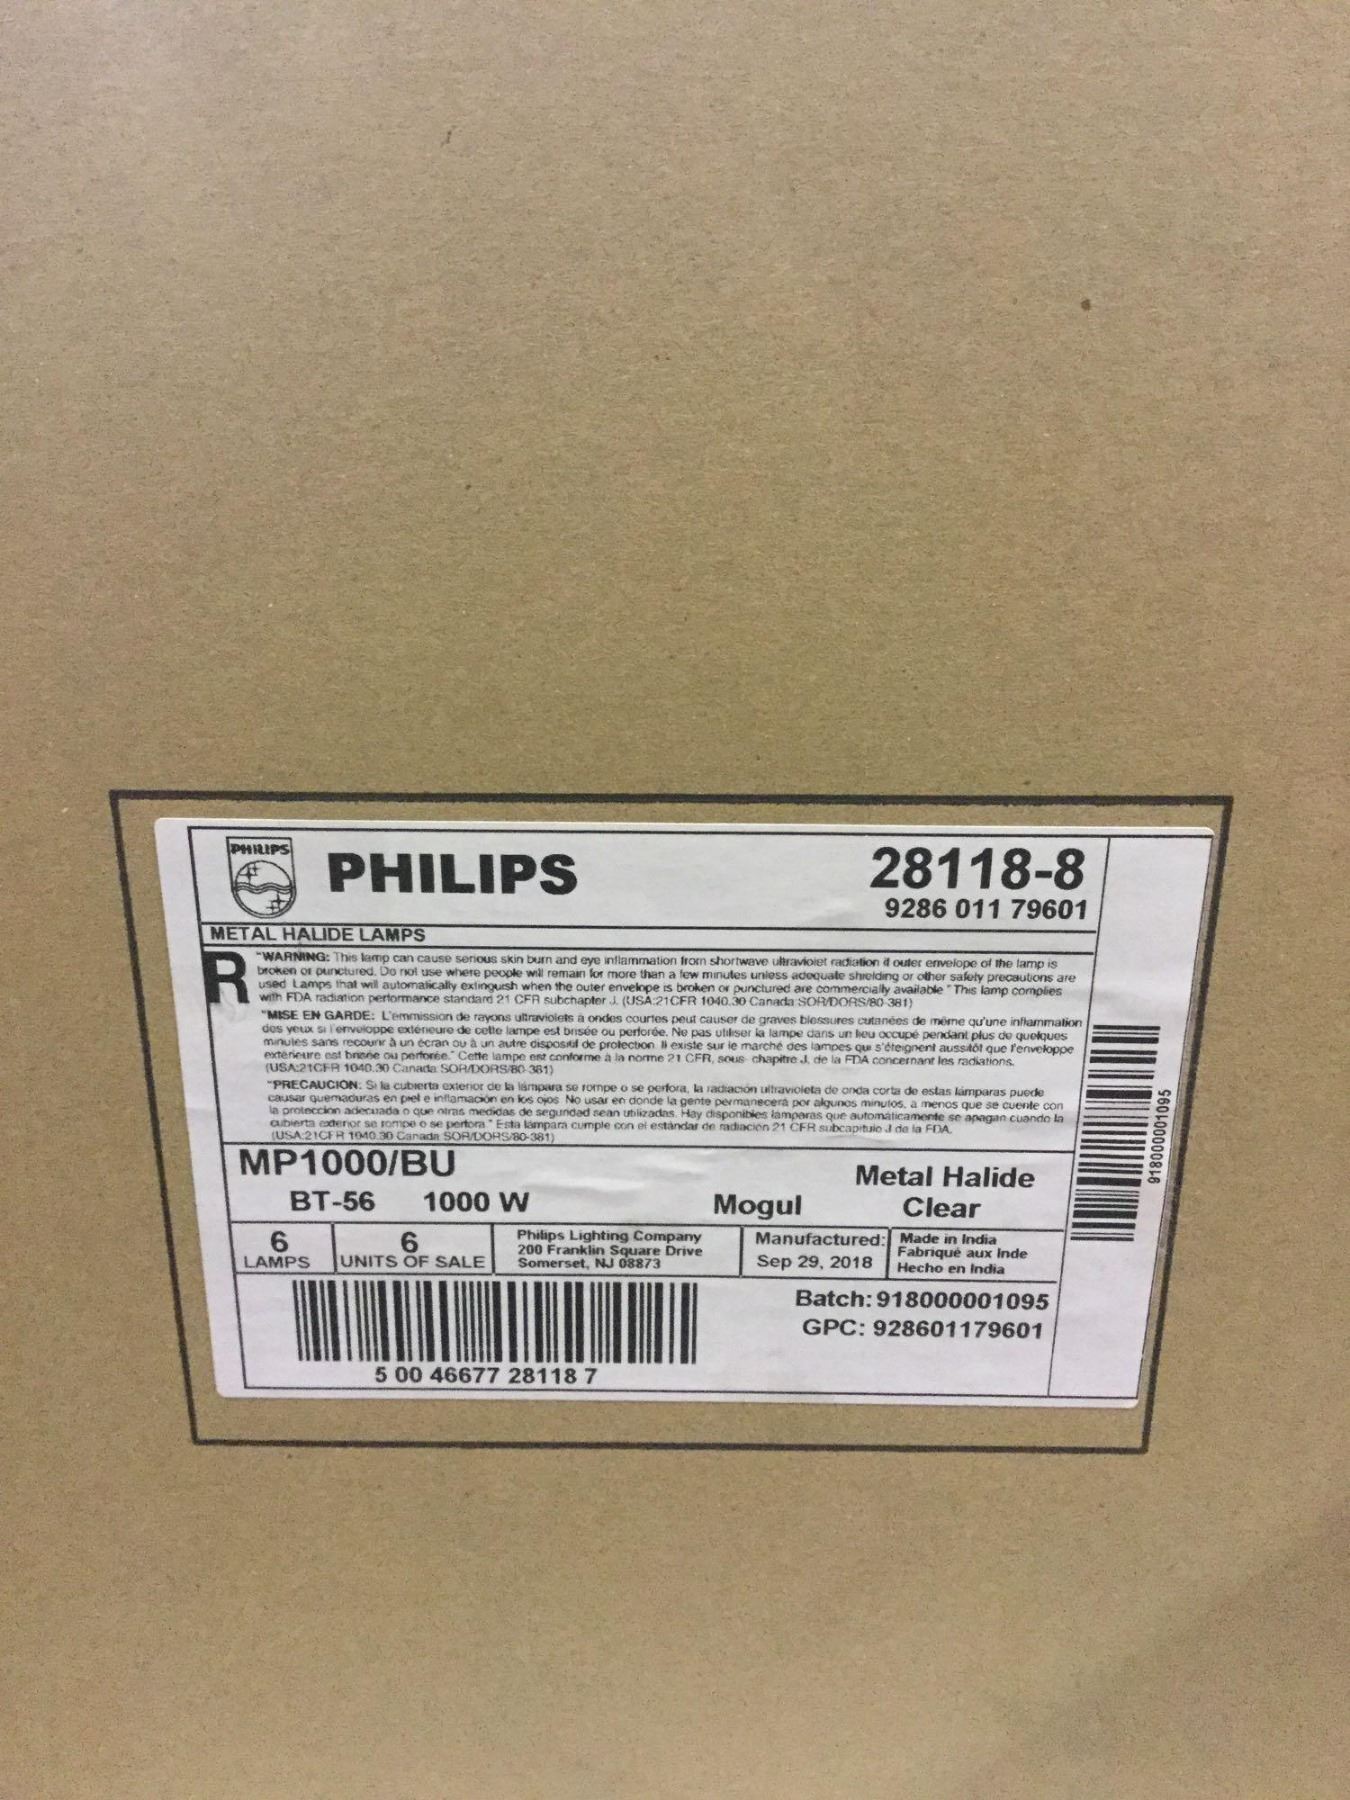 PHILIPS
PHILIPS
28118-8
9286 011 79601
METAL HALIDE LAMPS
R
"WARNING: This lamp can cause serious skin burn and eye inflammation from shortwave ultraviolet radiation if outer envelope of the lamp is
broken or punctured. Do not use where people will remain for more than a few minutes unless adequate shielding or other safety precautions are
used. Lamps that will automatically extinguish when the outer envelope is broken or punctured are commercially available" This lamp complies
with FDA radiation performance standard 21 CFR subchapter J. (USA:21CFR 1040.30 Canada SOR/DORS/80-381)
"MISE EN GARDE: L'emmission de rayons ultraviolets à ondes courtes peut causer de graves blessures cutanées de même qu'une inflammation
des yeux si l'enveloppe extérieure de cette lampe est brisée ou perforée. Ne pas utiliser la lampe dans un lieu occupé pendant plus de quelques
minutes sans recourir à un écran ou à un autre dispositif de protection. Il existe sur le marché des lampes qui s'éteignent aussitôt que l'enveloppe
extérieure est brisée ou perforée." Cette lampe est conforme à la norme 21 CFR, sous- chapitre J, de la FDA concernant les radiations.
(USA:21CFR 1040.30 Canada SOR/DORS/80-381)
"PRECAUCION: Si la cubierta exterior de la lámpara se rompe o se perfora, la radiación ultravioleta de onda corta de estas lámparas puede
causar quemaduras en piel e inflamación en los ojos. No usar en donde la gente permanecerá por algunos minutos, a menos que se cuente con
la protección adecuada o que otras medidas de seguridad sean utilizadas. Hay disponibles lamparas que automáticamente se apagan cuando la
cubierta exterior se rompe o se perfora." Esta lámpara cumple con el estándar de radiación 21 CFR subcapitulo J de la FDA.
(USA:21CFR 1040.30 Canada SOR/DORS/80-381)
MP1000/BU
Metal Halide
BT-56 1000 W Mogul Clear
6
LAMPS
6
UNITS OF SALE
Philips Lighting Company
200 Franklin Square Drive
Somerset, NJ 08873
Manufactured:
Sep 29, 2018
Made in India
Fabriqué aux Inde
Hecho en India
Batch: 918000001095
GPC: 928601179601
5 00 46677 28118 7
918000001095